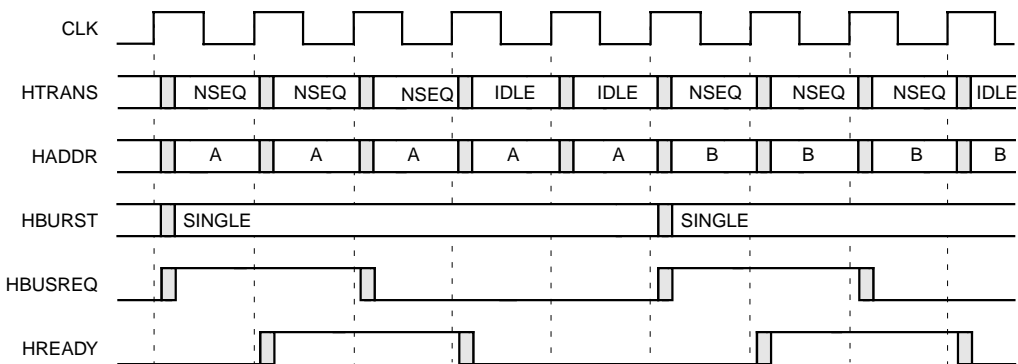 CLK
HTRANS NSEQ NSEQ NSEQ IDLE IDLE NSEQ NSEQ NSEQ IDLE
HADDR A A A A A B B B B
HBURST SINGLE SINGLE
HBUSREQ
HREADY